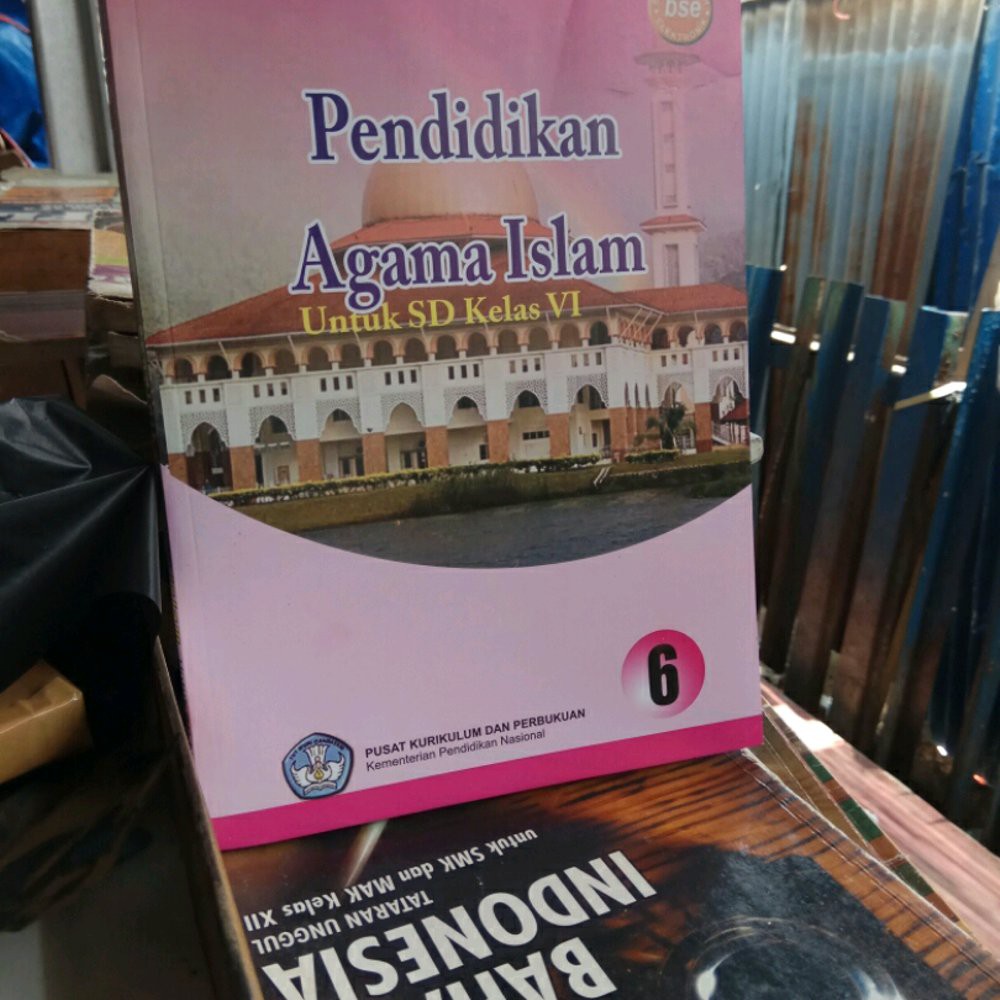 bse
Pendidikan
Agama Islam
Untuk SD Kelas VI
6
PUSAT KURIKULUM DAN PERBUKUAN
Kementerian Pendidikan Nasional
INDONESIA
TATARAN UNGGUL
untuk SMK dan MAK Kelas XII